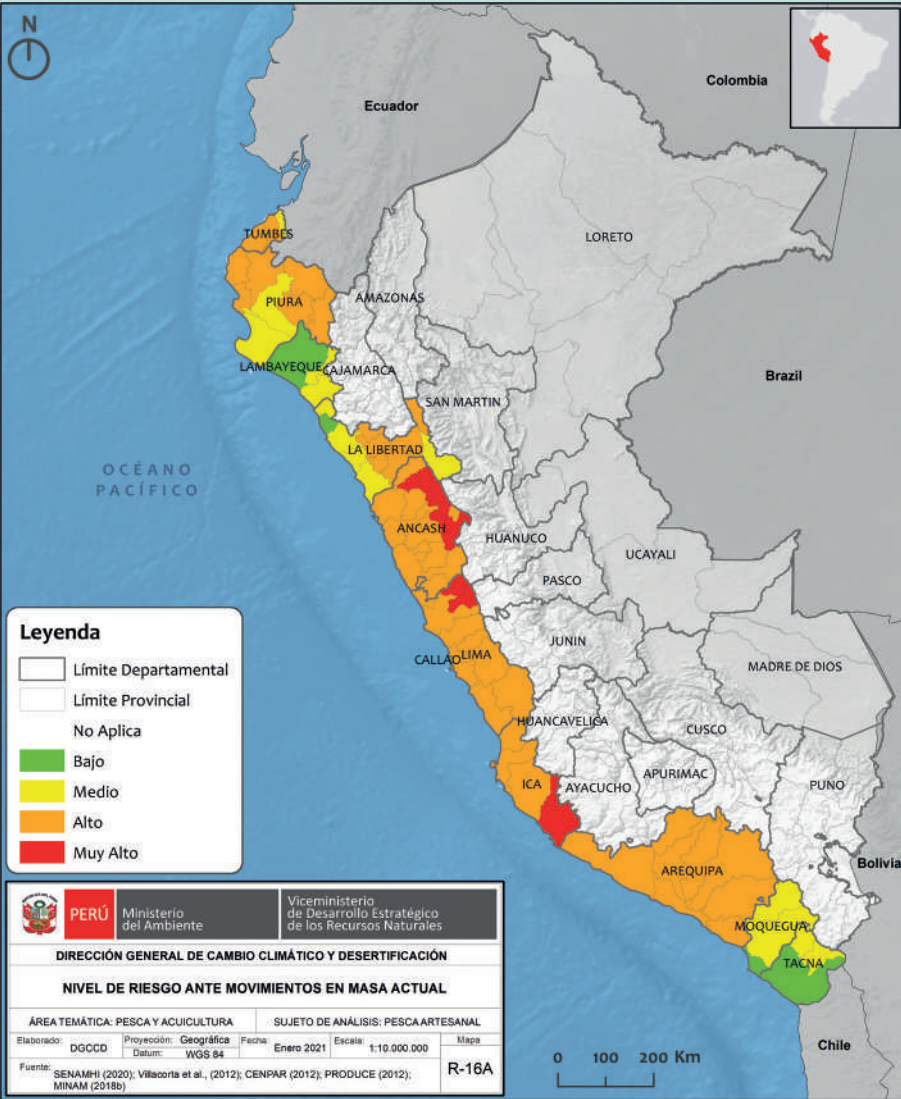 N
Colombia
Ecuador
LORETO
TUMBES
PIURA
AMAZONAS
LAMBAYEQUE
CAJAMARCA
SAN MARTIN
Brazil
LA LIBERTAD
OCÉANO
PACÍFICO
ANCASH
HUANUCO
UCAYALI
PASCO
JUNIN
CALLAO
LIMA
MADRE DE DIOS
HUANCAVELICA
CUSCO
ICA
AYACUCHO
APURIMAC
PUNO
AREQUIPA
Bolivia
MOQUEGUA
TACNA
Chile
Leyenda
Límite Departamental
Límite Provincial
No Aplica
Bajo
Medio
Alto
Muy Alto
PERÚ
Ministerio
del Ambiente
Viceministerio
de Desarrollo Estratégico
de los Recursos Naturales
DIRECCIÓN GENERAL DE CAMBIO CLIMÁTICO Y DESERTIFICACIÓN
NIVEL DE RIESGO ANTE MOVIMIENTOS EN MASA ACTUAL
ÁREA TEMÁTICA: PESCA Y ACUICULTURA
SUJETO DE ANÁLISIS: PESCA ARTESANAL
Elaborado: DGCCD
Proyección: Geográfica
Datum: WGS 84
Fecha: Enero 2021
Escala: 1:10.000.000
Mapa
R-16A
Fuente: SENAMHI (2020); Villacorta et al., (2012); CENPAR (2012); PRODUCE (2012);
MINAM (2018b)
0 100 200 Km